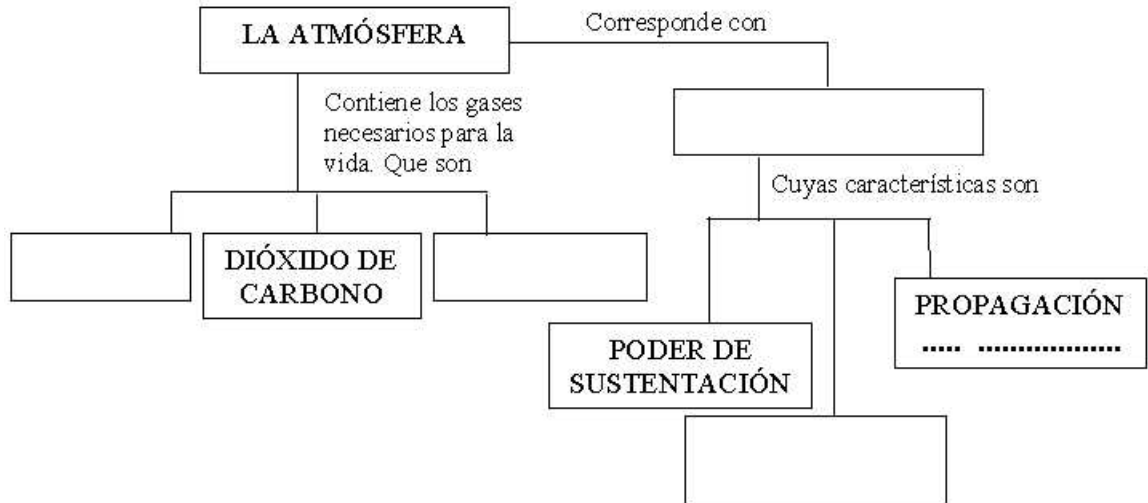 LA ATMÓSFERA
Corresponde con
Contiene los gases
necesarios para la
vida. Que son
Cuyas características son
DIÓXIDO DE
CARBONO
PODER DE
SUSTENTACIÓN
PROPAGACIÓN
..... ..................